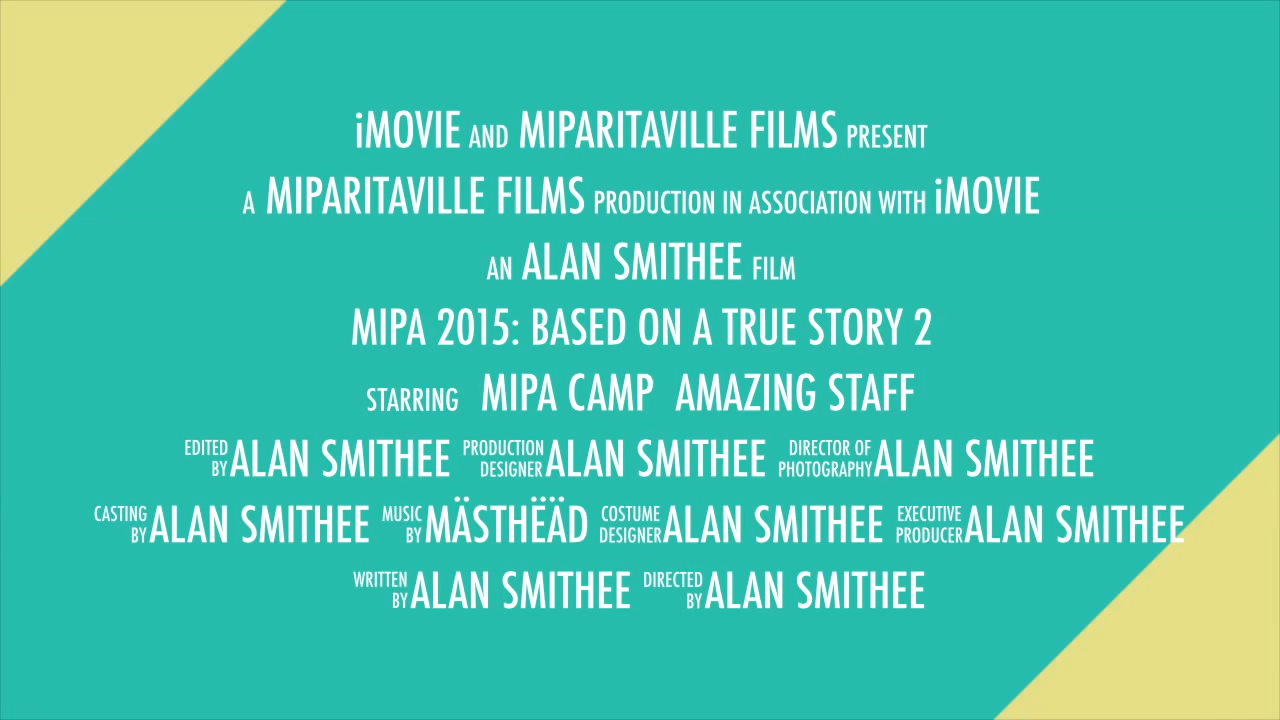 iMOVIE AND MIPARITAVILLE FILMS PRESENT
A MIPARITAVILLE FILMS PRODUCTION IN ASSOCIATION WITH iMOVIE
AN ALAN SMITHEE FILM
MIPA 2015: BASED ON A TRUE STORY 2
STARRING MIPA CAMP AMAZING STAFF
EDITED BY ALAN SMITHEE PRODUCTION DESIGNER ALAN SMITHEE DIRECTOR OF PHOTOGRAPHY ALAN SMITHEE
CASTING BY ALAN SMITHEE MUSIC BY MÄSTHËÄD COSTUME DESIGNER ALAN SMITHEE EXECUTIVE PRODUCER ALAN SMITHEE
WRITTEN BY ALAN SMITHEE DIRECTED BY ALAN SMITHEE